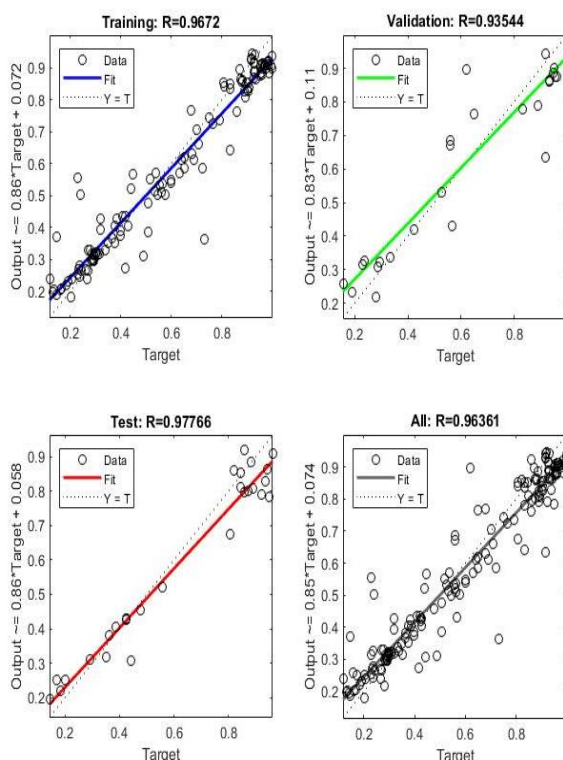 Training: R=0.9672
Output ~= 0.86*Target + 0.072
0.9
0.8
0.7
0.6
0.5
0.4
0.3
0.2
Data
Fit
Y = T
0.2 0.4 0.6 0.8
Target
Validation: R=0.93544
Output ~= 0.83*Target + 0.11
0.9
0.8
0.7
0.6
0.5
0.4
0.3
0.2
Data
Fit
Y = T
0.2 0.4 0.6 0.8
Target
Test: R=0.97766
Output ~= 0.86*Target + 0.058
0.9
0.8
0.7
0.6
0.5
0.4
0.3
0.2
Data
Fit
Y = T
0.2 0.4 0.6 0.8
Target
All: R=0.96361
Output ~= 0.85*Target + 0.074
0.9
0.8
0.7
0.6
0.5
0.4
0.3
0.2
Data
Fit
Y = T
0.2 0.4 0.6 0.8
Target